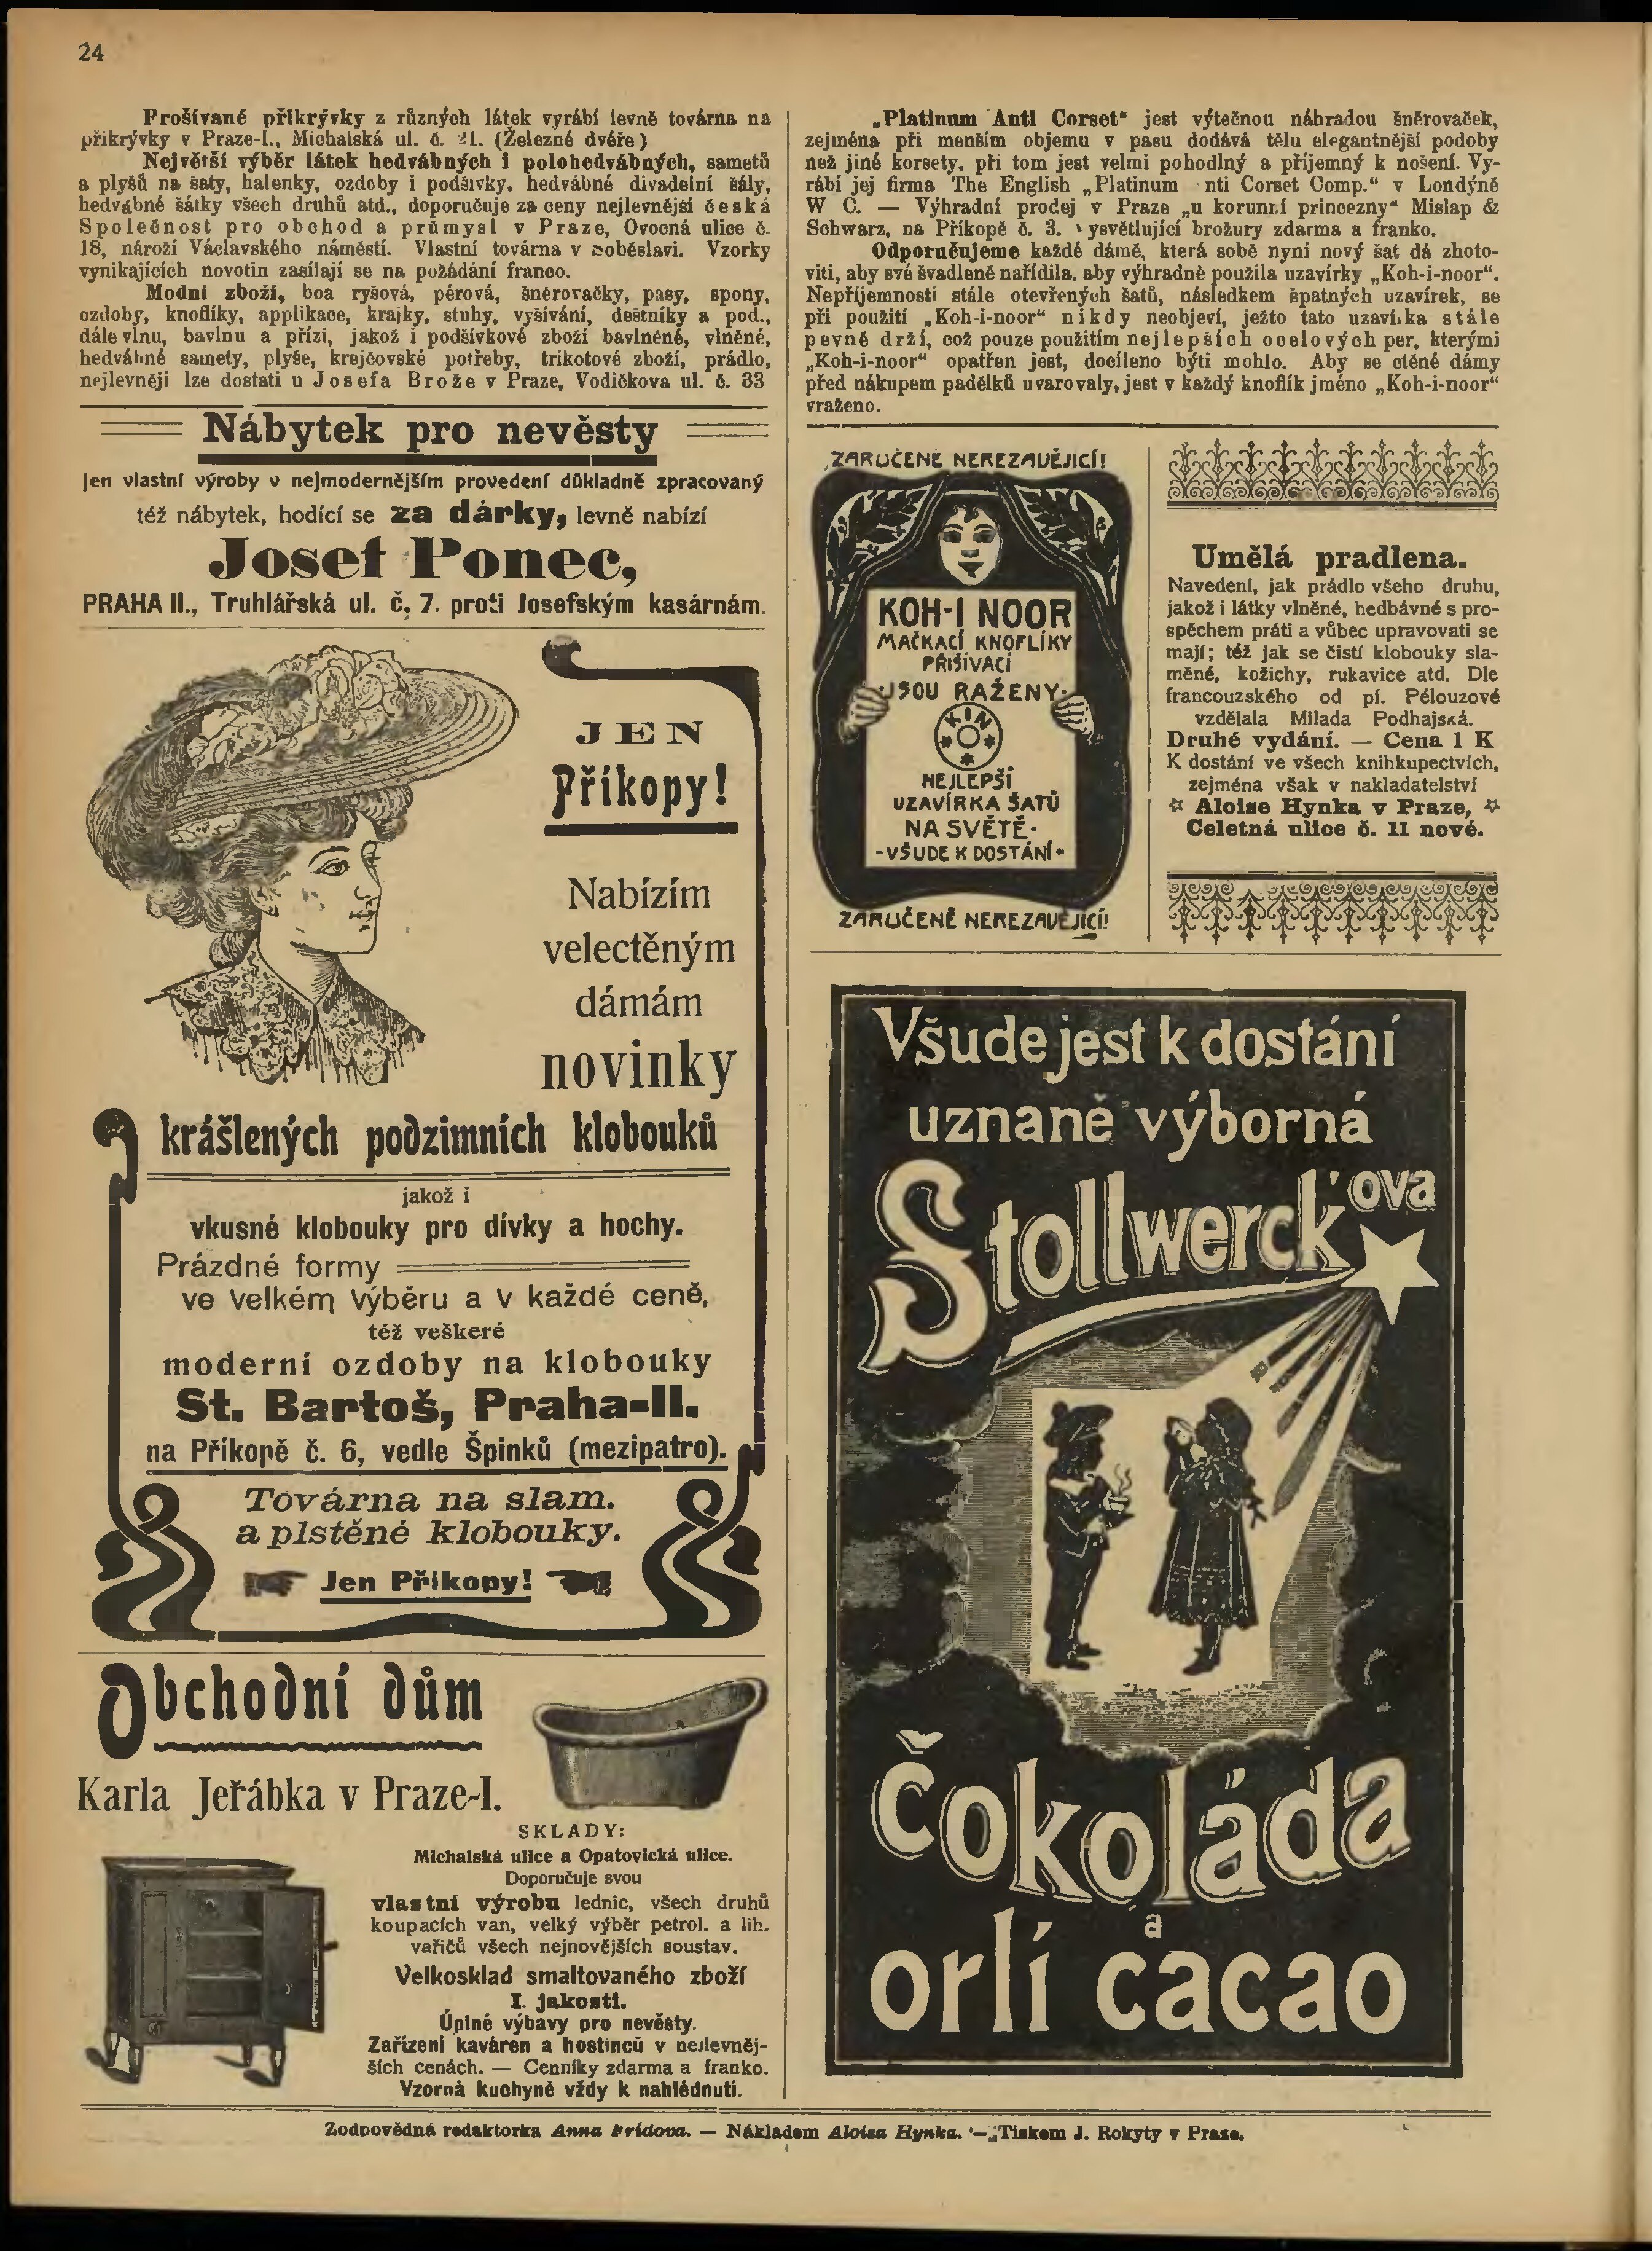 24
Prošívané přikrývky z různých látek vyrábí levně továrna na
přikrývky v Praze-I., Michalská ul. č. 21. (Železné dvéře)
Největší výběr látek hedvábných i polohedvábných, sametů
a plyšů na šaty, halenky, ozdoby i podšívky, hedvábné divadelní šály,
hedvábné šátky všech druhů atd., doporučuje za ceny nejlevnější česká
Společnost pro obchod a průmysl v Praze, Ovocná ulice č.
18, nároží Václavského náměstí. Vlastní továrna v Soběslavi. Vzorky
vynikajících novotin zasílají se na požádání franco.
Modní zboží, boa ryšová, pérová, šněrovačky, pasy, spony,
ozdoby, knoflíky, applikace, krajky, stuhy, vyšívání, deštníky a pod.,
dále vlnu, bavlnu a přízi, jakož i podšívkové zboží bavlněné, vlněné,
hedvábné samety, plyše, krejčovské potřeby, trikotové zboží, prádlo,
nejlevněji lze dostati u Josefa Brože v Praze, Vodičkova ul. č. 33
Nábytek pro nevěsty
jen vlastní výroby v nejmodernějším provedení důkladně zpracovaný
též nábytek, hodící se za dárky, levně nabízí
Josef Ponec,
PRAHA II., Truhlářská ul. č. 7. proti Josefským kasárnám.
JEN
Příkopy!
Nabízím
velectěným
dámám
novinky
krášlených podzimních klobouků
jakož i
vkusné klobouky pro dívky a hochy.
Prázdné formy
ve velkém výběru a v každé ceně,
též veškeré
moderní ozdoby na klobouky
St. Bartoš, Praha-II.
na Příkopě č. 6, vedle Špinků (mezipatro).
Továrna na slam.
a plstěné klobouky.
Jen Příkopy!
Obchodní dům
Karla Jeřábka v Praze-I.
SKLADY:
Michalská ulice a Opatovická ulice.
Doporučuje svou
vlastní výrobu lednic, všech druhů
koupacích van, velký výběr petrol. a lih.
vařičů všech nejnovějších soustav.
Velkosklad smaltovaného zboží
I. jakosti.
Úplné výbavy pro nevěsty.
Zařízení kaváren a hostinců v nejlevněj-
ších cenách. — Cenníky zdarma a franko.
Vzorná kuchyně vždy k nahlédnutí.
„Platinum Anti Corset“ jest výtečnou náhradou šněrovaček,
zejména při menším objemu v pasu dodává tělu elegantnější podoby
než jiné korsety, při tom jest velmi pohodlný a příjemný k nošení. Vy-
rábí jej firma The English „Platinum nti Corset Comp.“ v Londýně
W C. — Výhradní prodej v Praze „u korunní princezny“ Mislap &
Schwarz, na Příkopě č. 3. ysvětlující brožury zdarma a franko.
Odporučujeme každé dámě, která sobě nyní nový šat dá zhoto-
viti, aby své švadleně nařídila, aby výhradně použila uzavírky „Koh-i-noor“.
Nepříjemnosti stále otevřených šatů, následkem špatných uzavírek, se
při použití „Koh-i-noor“ nikdy neobjeví, ježto tato uzavírka stále
pevně drží, což pouze použitím nejlepších ocelových per, kterými
„Koh-i-noor“ opatřen jest, docíleno býti mohlo. Aby se ctěné dámy
před nákupem padělků uvarovaly, jest v každý knoflík jméno „Koh-i-noor“
vraženo.
ZARUČENĚ NEREZAVĚJÍCÍ!
KOH-I NOOR
MAČKACÍ KNOFLÍKY
PŘIŠIVACÍ
JSOU RAŽENY
KIN
NEJLEPŠÍ
UZAVÍRKA ŠATŮ
NA SVĚTĚ·
-VŠUDE K DOSTÁNÍ-
ZARUČENĚ NEREZAVĚJÍCÍ!
Umělá pradlena.
Navedení, jak prádlo všeho druhu,
jakož i látky vlněné, hedbávné s pro-
spěchem práti a vůbec upravovati se
mají; též jak se čistí klobouky sla-
měné, kožichy, rukavice atd. Dle
francouzského od pí. Pélouzové
vzdělala Milada Podhajská.
Druhé vydání. — Cena 1 K
K dostání ve všech knihkupectvích,
zejména však v nakladatelství
Aloise Hynka v Praze,
Celetná ulice č. 11 nové.
Všude jest k dostání
uznaně výborná
Stollwerck'ova
Čokoláda
a
orlí cacao
Zodpovědná redaktorka Anna Řrídova. — Nákladem Aloisa Hynka. — Tiskem J. Rokyty v Praze.